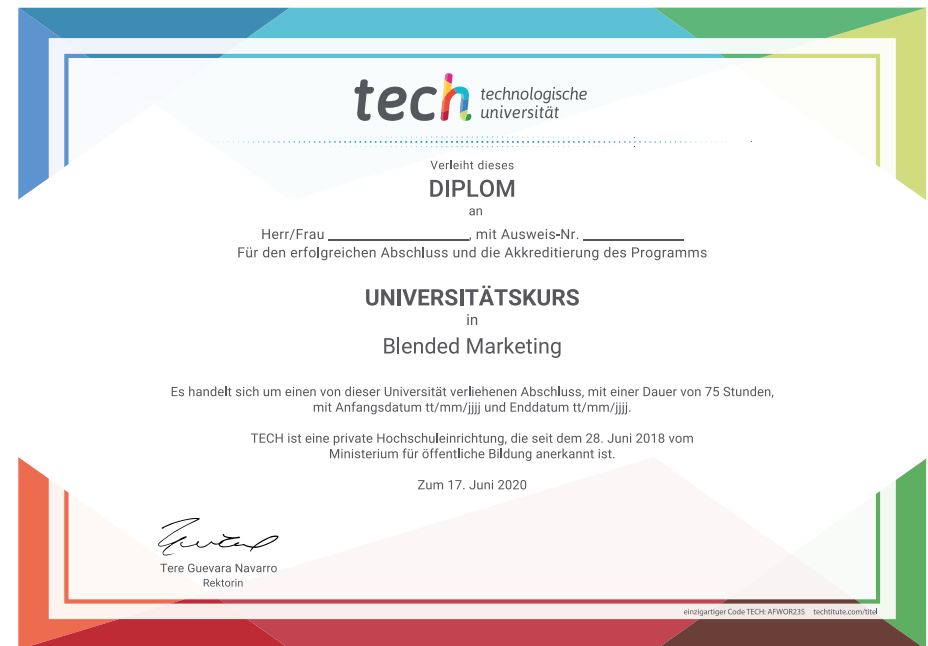 tech technologische
universität
Verleiht dieses
DIPLOM
an
Herr/Frau ____________________, mit Ausweis-Nr. ______________
Für den erfolgreichen Abschluss und die Akkreditierung des Programms
UNIVERSITÄTSKURS
in
Blended Marketing
Es handelt sich um einen von dieser Universität verliehenen Abschluss, mit einer Dauer von 75 Stunden,
mit Anfangsdatum tt/mm/jjjj und Enddatum tt/mm/jjjj.
TECH ist eine private Hochschuleinrichtung, die seit dem 28. Juni 2018 vom
Ministerium für öffentliche Bildung anerkannt ist.
Zum 17. Juni 2020
Tere Guevara Navarro
Rektorin
einzigartiger Code TECH: AFWOR23S techtitute.com/titel